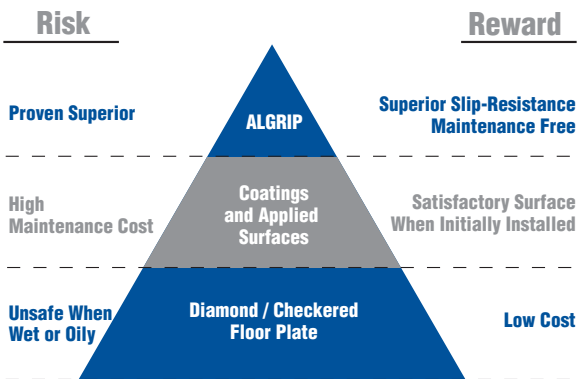 Risk
Reward
Proven Superior
ALGRIP
Superior Slip-Resistance
Maintenance Free
High
Maintenance Cost
Coatings
and Applied
Surfaces
Satisfactory Surface
When Initially Installed
Unsafe When
Wet or Oily
Diamond / Checkered
Floor Plate
Low Cost